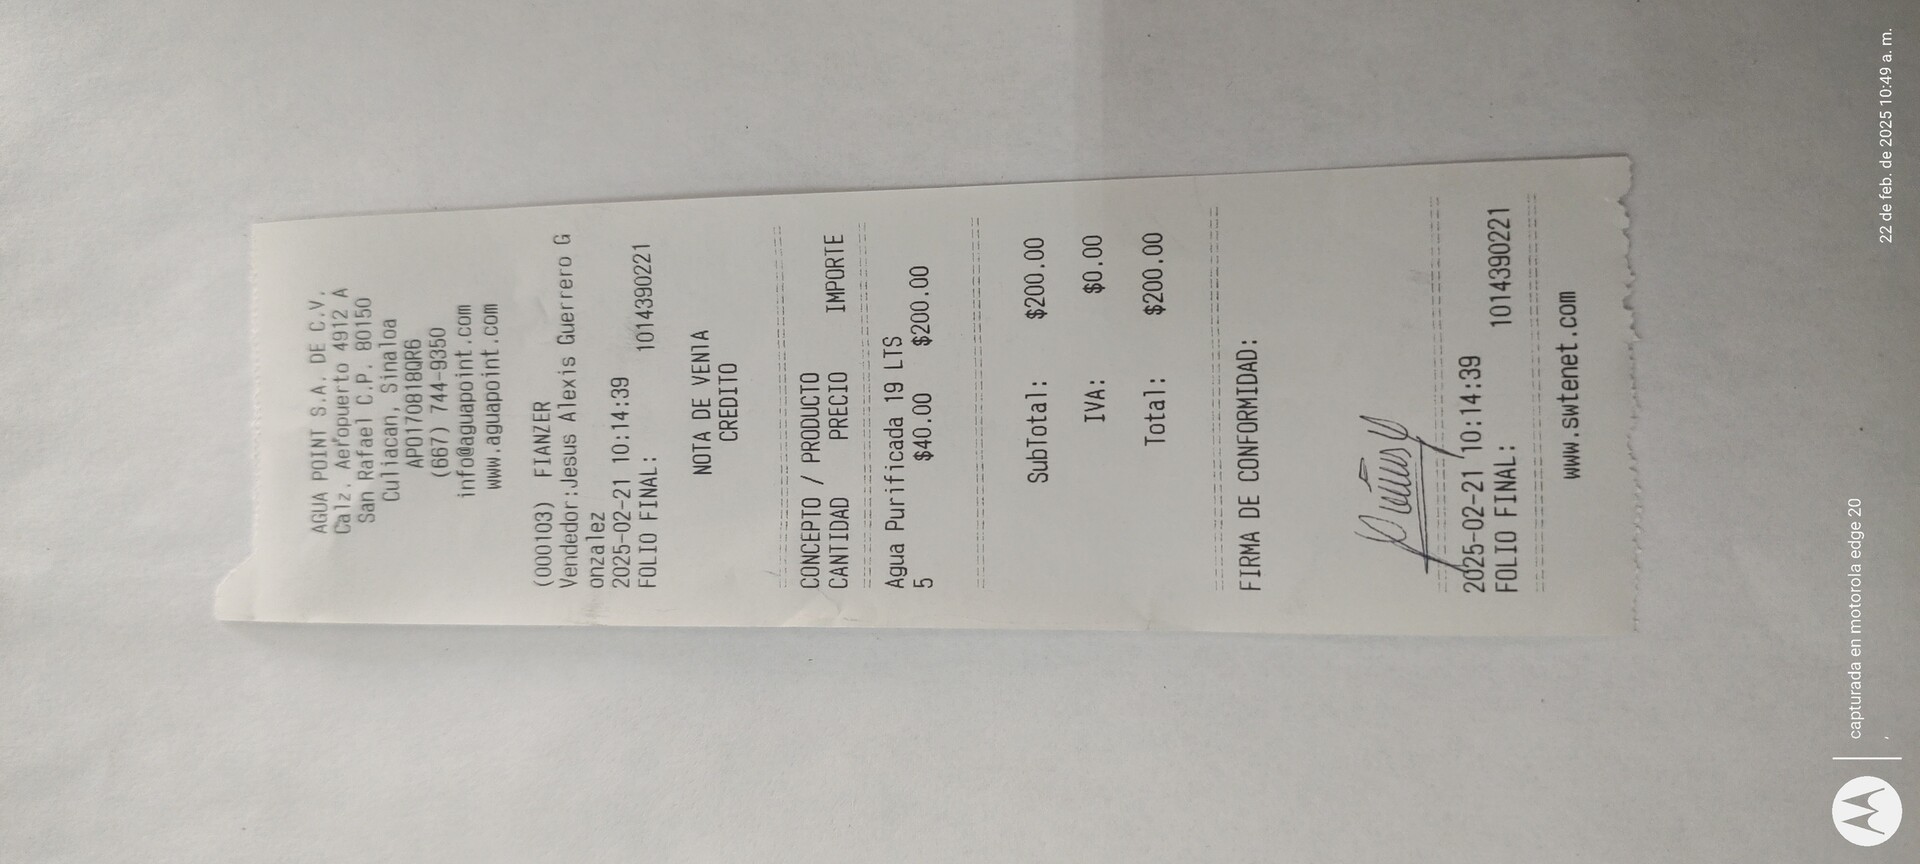 AGUA POINT S.A. DE C.V.
Calz. Aeropuerto 4912 A
San Rafael C.P. 80150
Culiacan, Sinaloa
APO170818QR6
(667) 744-9350
info@aguapoint.com
www.aguapoint.com
(000103) FIANZER
Vendedor:Jesus Alexis Guerrero G
onzalez
2025-02-21 10:14:39
FOLIO FINAL: 1014390221
NOTA DE VENTA
CREDITO
CONCEPTO / PRODUCTO
CANTIDAD PRECIO IMPORTE
Agua Purificada 19 LTS
5 $40.00 $200.00
SubTotal: $200.00
IVA: $0.00
Total: $200.00
FIRMA DE CONFORMIDAD:
2025-02-21 10:14:39
FOLIO FINAL: 1014390221
www.swtenet.com
capturada en motorola edge 20
,
22 de feb. de 2025 10:49 a. m.